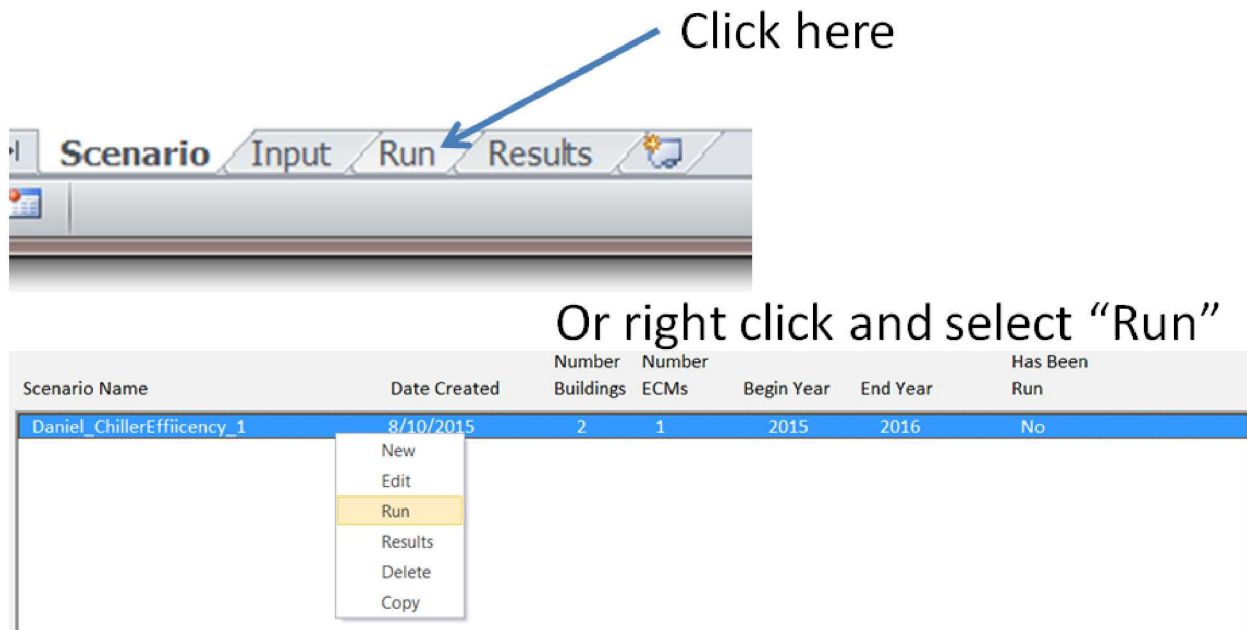 Click here
Scenario Input Run Results
Or right click and select “Run”
Number Number Has Been
Scenario Name Date Created Buildings ECMs Begin Year End Year Run
Daniel_ChillerEffiicency_1 8/10/2015 2 1 2015 2016 No
New
Edit
Run
Results
Delete
Copy